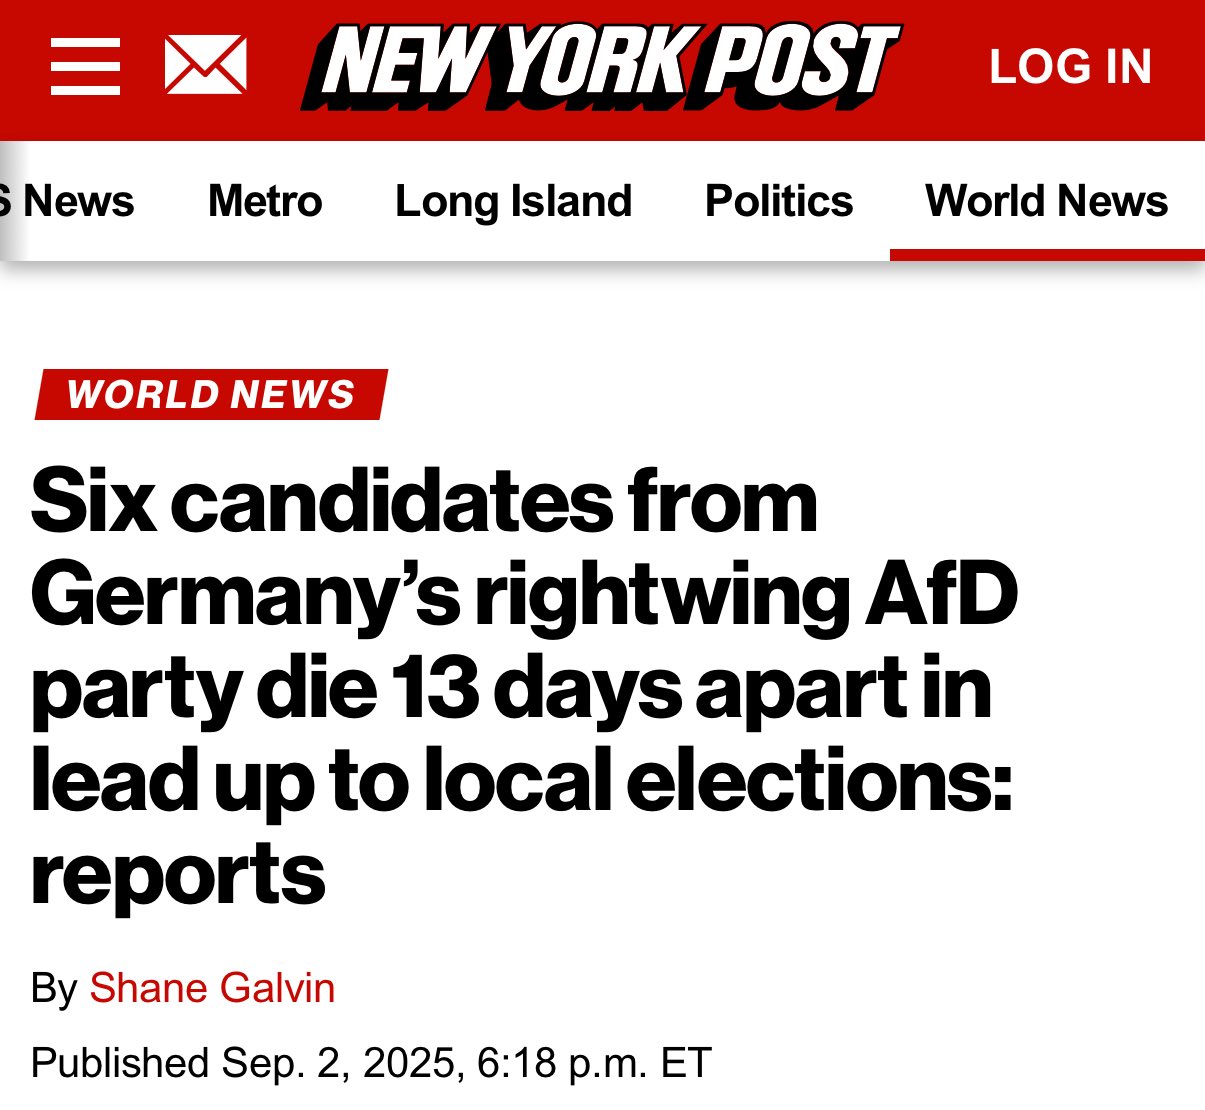 NEW YORK POST
LOG IN
S News Metro Long Island Politics World News
WORLD NEWS
Six candidates from
Germany’s rightwing AfD
party die 13 days apart in
lead up to local elections:
reports
By Shane Galvin
Published Sep. 2, 2025, 6:18 p.m. ET